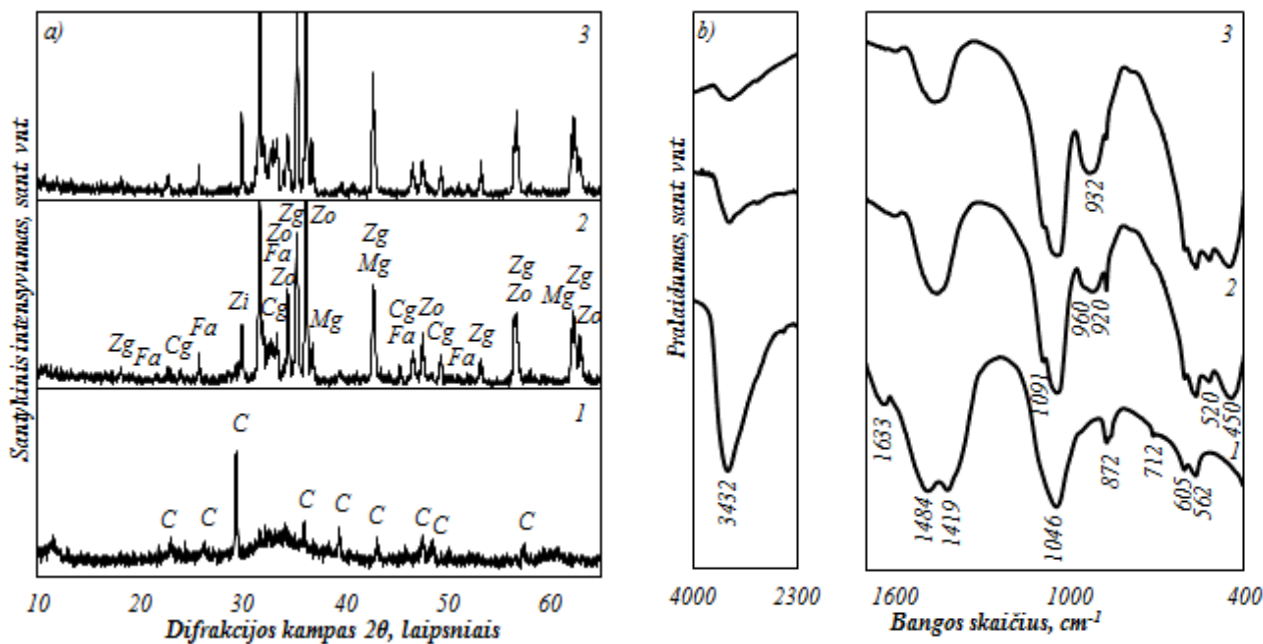 a)
3
Santykinis intensyvumas, sant. vnt.
2
Zg
Zo
Zo
Fa
Zo
Zg
Mg
Zg
Zo
Zg
Mg
Zo
Zi
Cg
Mg
Cg
Fa
Zo
Cg
Fa
Zg
Zg
Fa
Cg
Fa
1
C
C
C
C
C
C
C
C
C
10
20
30
40
50
60
Difrakcijos kampas 2θ, laipsniais
b)
3
Pralaidumas, sant. vnt.
932
2
960
920
1091
520
450
1
1633
3432
1484
1419
1046
872
712
605
562
4000
2300
1600
1000
400
Bangos skaičius, cm-1